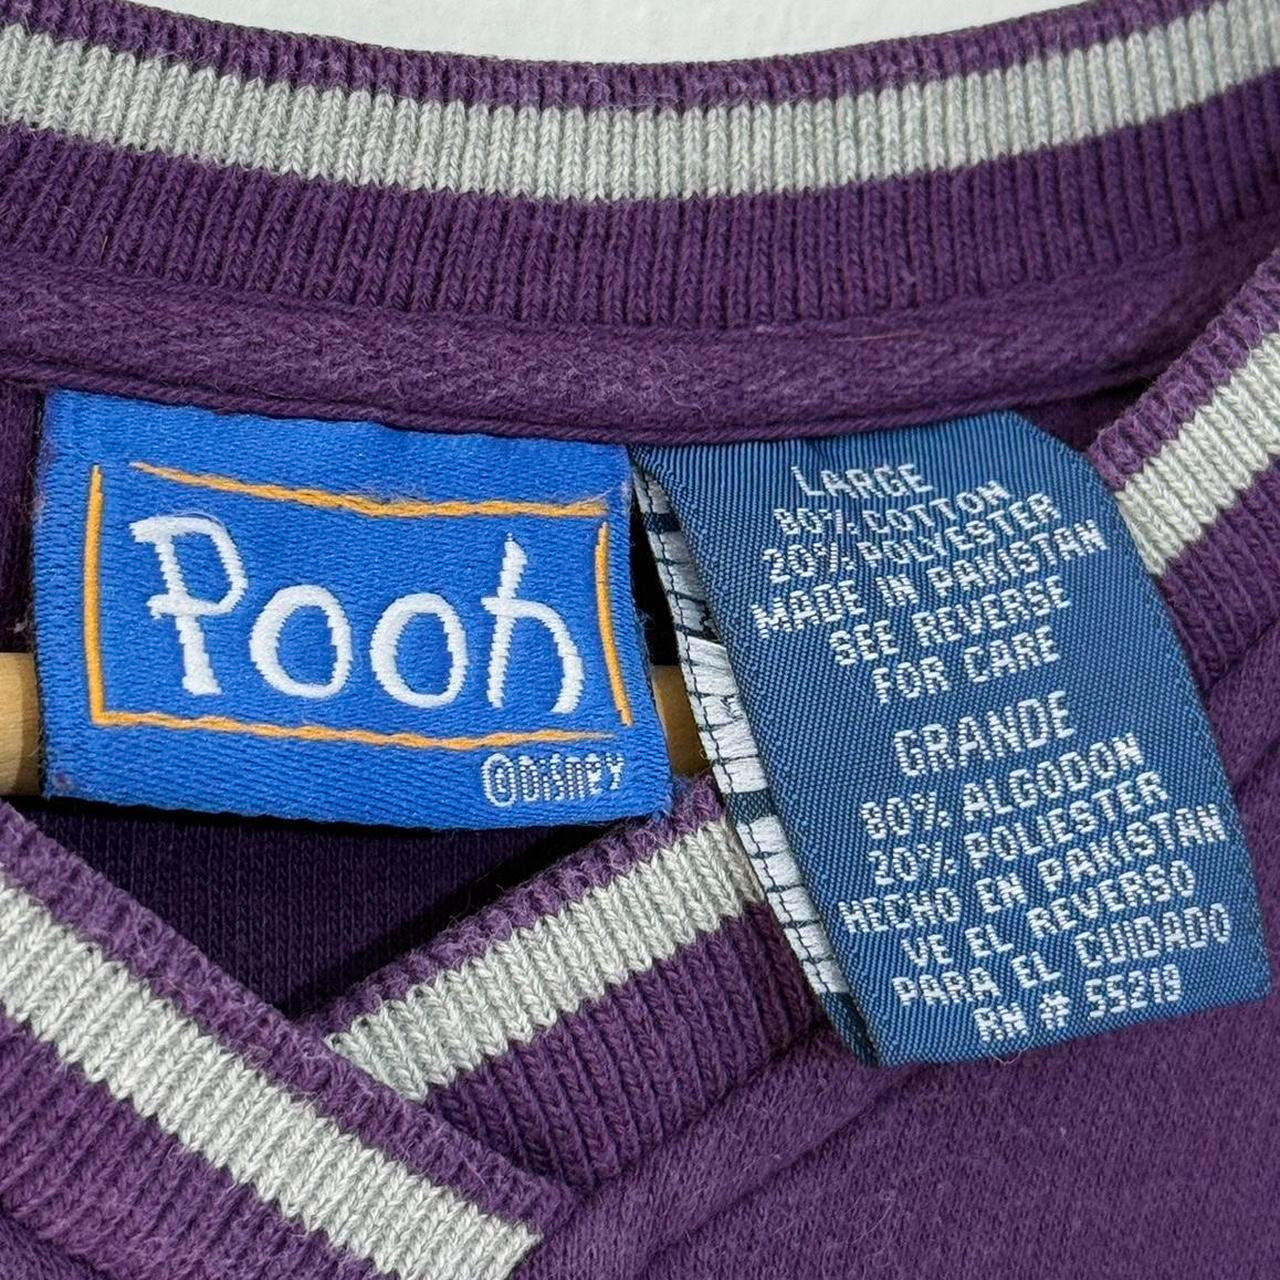 Pooh
©Disney
LARGE
80% COTTON
20% POLYESTER
MADE IN PAKISTAN
SEE REVERSE
FOR CARE
GRANDE
80% ALGODON
20% POLIESTER
HECHO EN PAKISTAN
VE EL REVERSO
PARA EL CUIDADO
RN # 55219